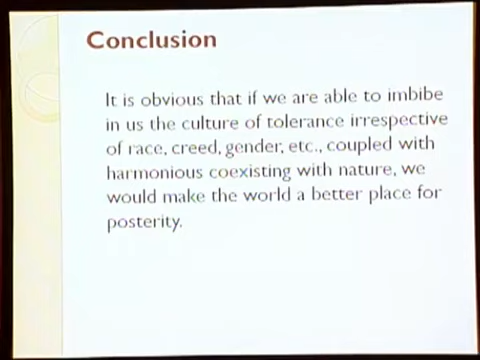 Conclusion
It is obvious that if we are able to imbibe
in us the culture of tolerance irrespective
of race, creed, gender, etc., coupled with
harmonious coexisting with nature, we
would make the world a better place for
posterity.